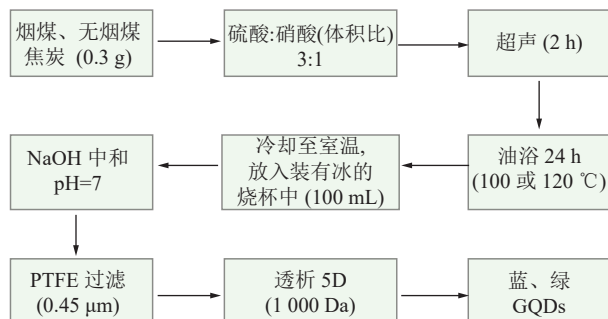 烟煤、无烟煤
焦炭 (0.3 g)
硫酸:硝酸(体积比)
3:1
超声 (2 h)
油浴 24 h
(100 或 120 ℃)
冷却至室温,
放入装有冰的
烧杯中 (100 mL)
NaOH 中和
pH=7
PTFE 过滤
(0.45 μm)
透析 5D
(1 000 Da)
蓝、绿
GQDs